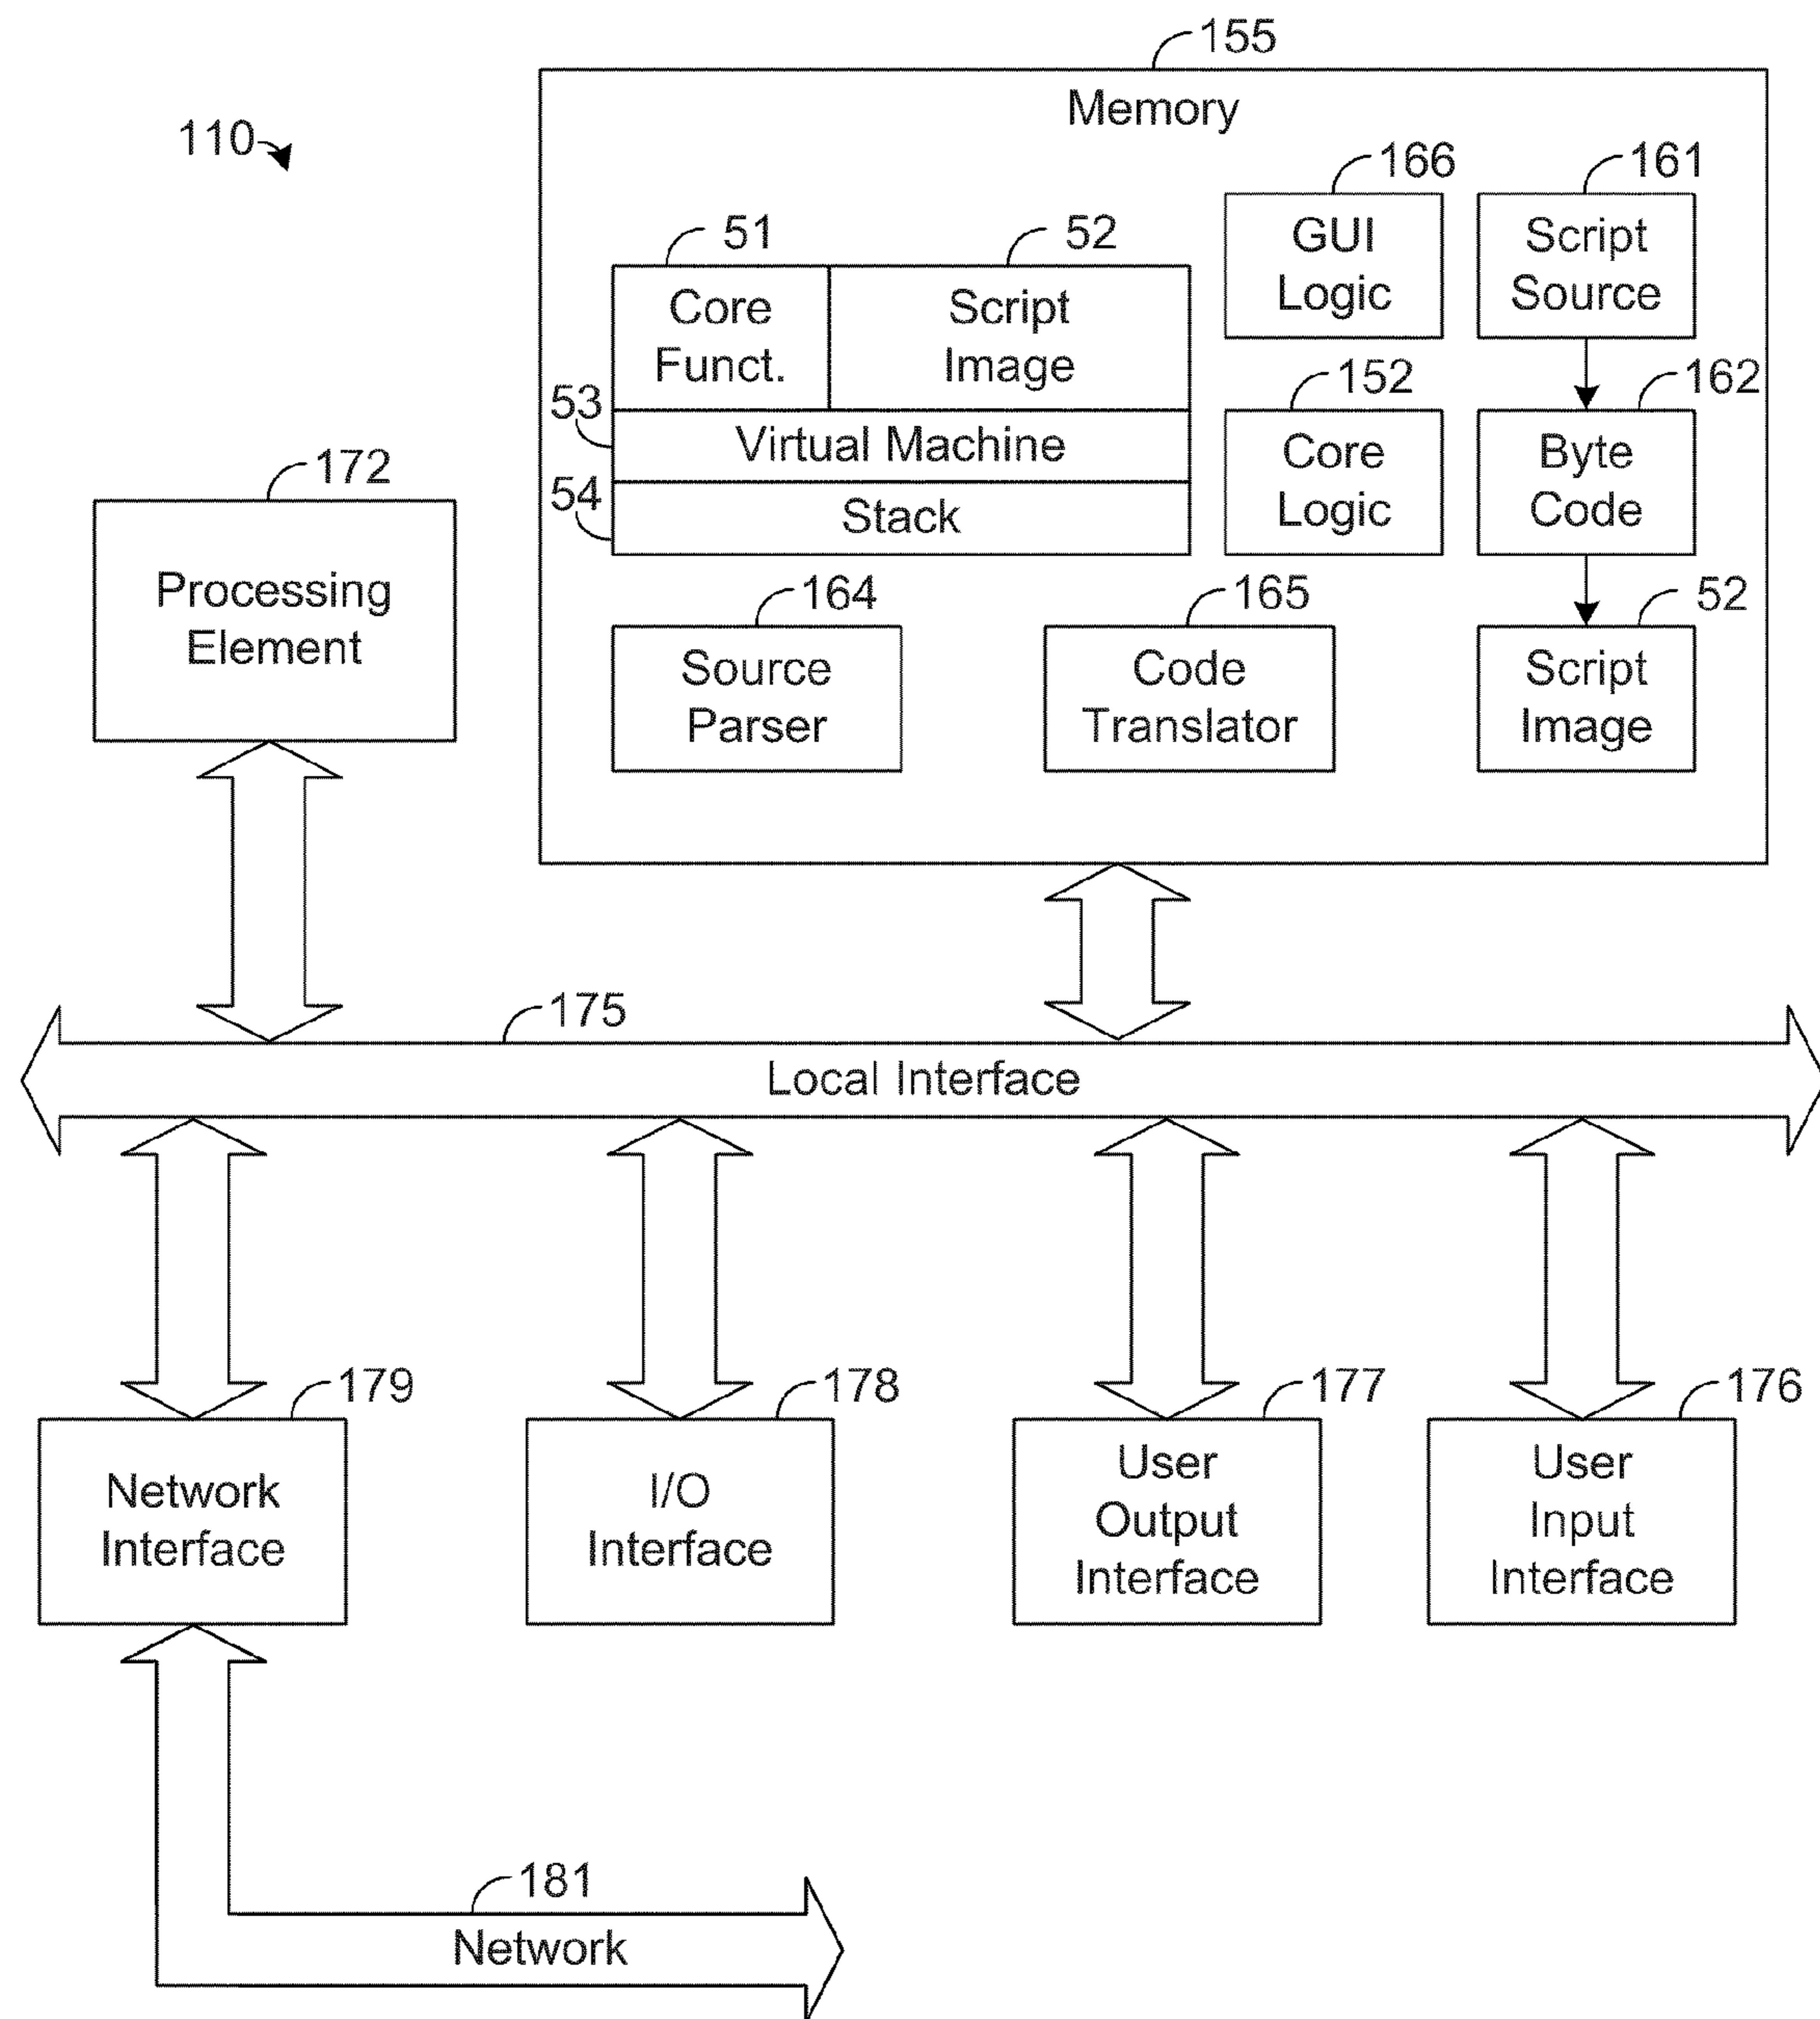 155
Memory
110
166
161
GUI
Logic
Script
Source
51
52
Core
Funct.
Script
Image
152
162
53
Virtual Machine
Core
Logic
Byte
Code
172
54
Stack
Processing
Element
164
165
52
Source
Parser
Code
Translator
Script
Image
175
Local Interface
179
178
177
176
Network
Interface
I/O
Interface
User
Output
Interface
User
Input
Interface
181
Network